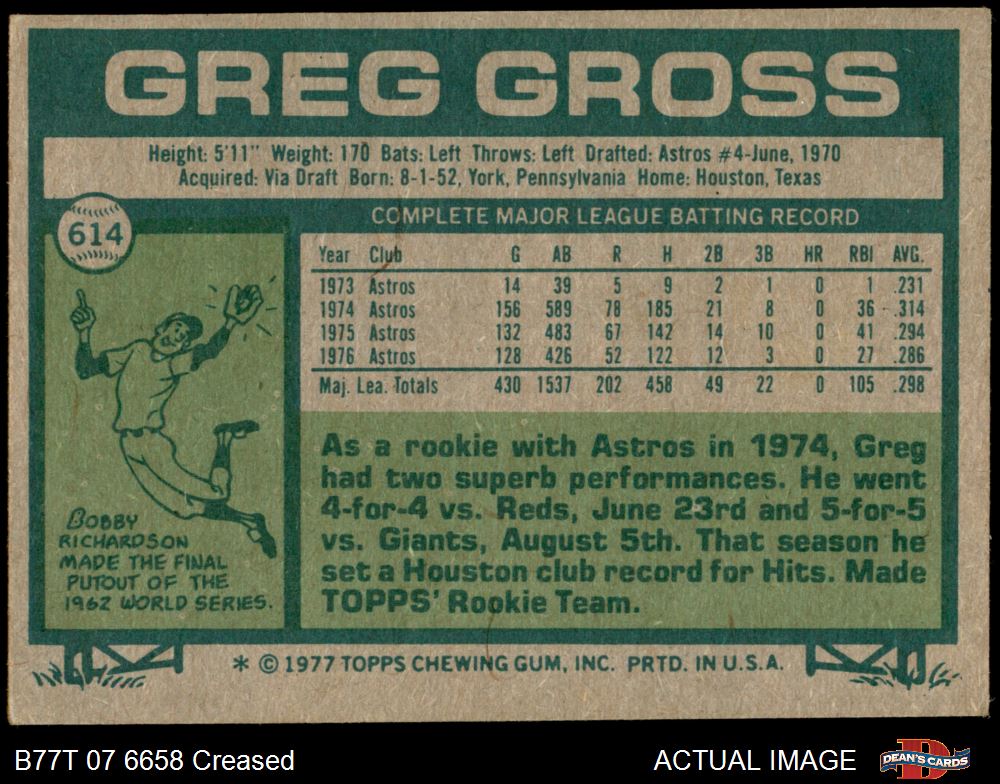 GREG GROSS
Height: 5'11" Weight: 170 Bats: Left Throws: Left Drafted: Astros #4-June, 1970
Acquired: Via Draft Born: 8-1-52, York, Pennsylvania Home: Houston, Texas
614
COMPLETE MAJOR LEAGUE BATTING RECORD
Year Club G AB R H 2B 3B HR RBI AVG.
1973 Astros 14 39 5 9 2 1 0 1 .231
1974 Astros 156 589 78 185 21 8 0 36 .314
1975 Astros 132 483 67 142 14 10 0 41 .294
1976 Astros 128 426 52 122 12 3 0 27 .286
Maj. Lea. Totals 430 1537 202 458 49 22 0 105 .298
BOBBY
RICHARDSON
MADE THE FINAL
PUTOUT OF THE
1962 WORLD SERIES.
As a rookie with Astros in 1974, Greg
had two superb performances. He went
4-for-4 vs. Reds, June 23rd and 5-for-5
vs. Giants, August 5th. That season he
set a Houston club record for Hits. Made
TOPPS' Rookie Team.
* © 1977 TOPPS CHEWING GUM, INC. PRTD. IN U.S.A.
B77T 07 6658 Creased
ACTUAL IMAGE
D
DEAN'S CARDS